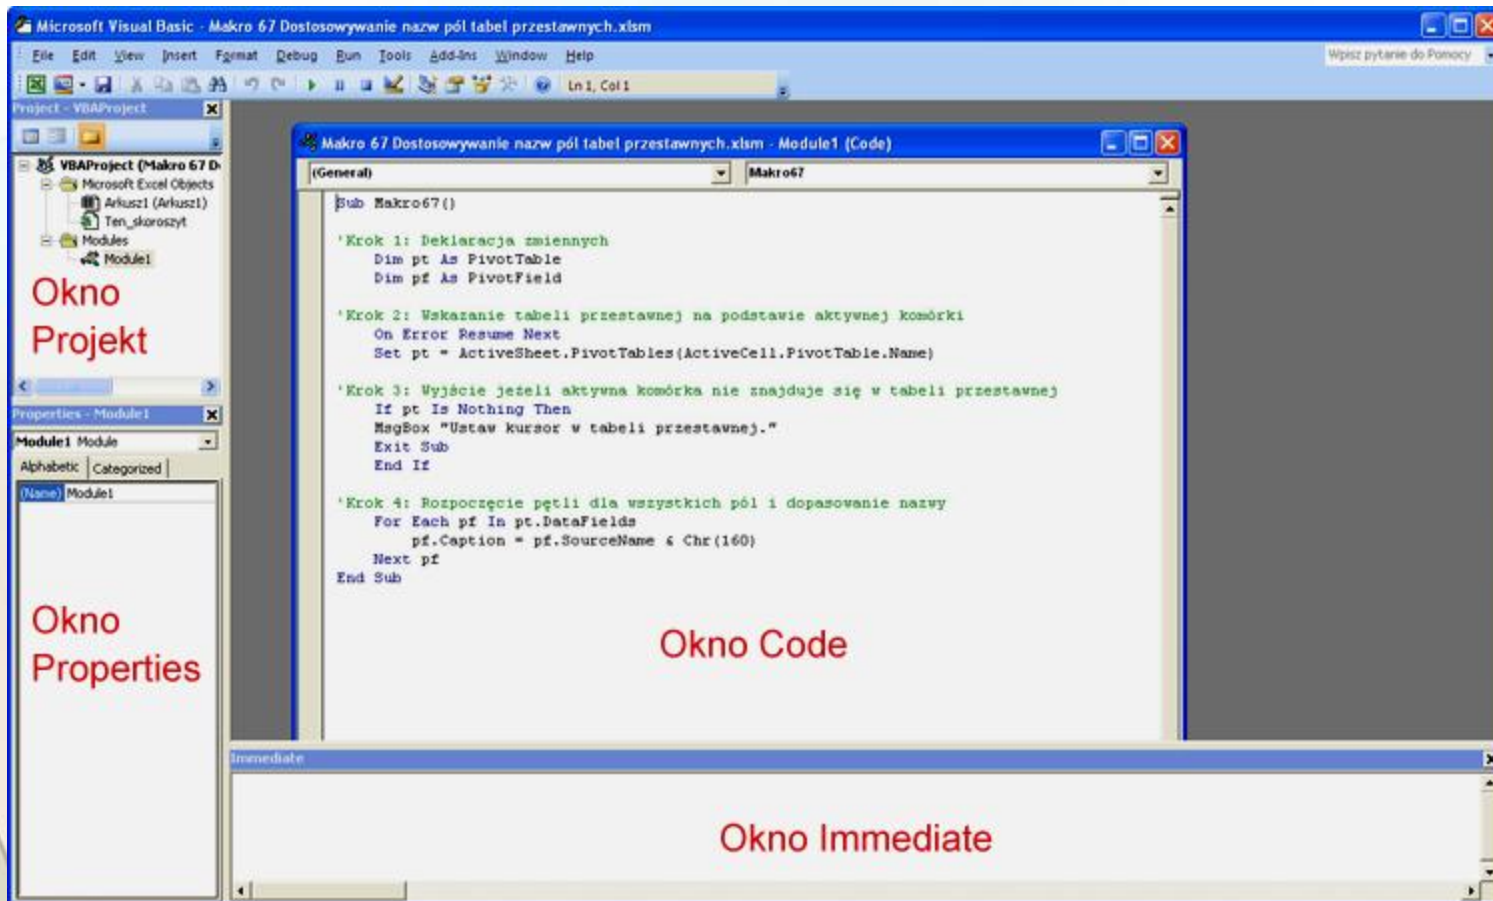 Microsoft Visual Basic - Makro 67 Dostosowywanie nazw pól tabel przestawnych.xlsm
File Edit View Insert Format Debug Run Tools Add-Ins Window Help
Wpisz pytanie do Pomocy
Ln 1, Col 1
Project - VBAProject
VBAProject (Makro 67 D
Microsoft Excel Objects
Arkusz1 (Arkusz1)
Ten_skoroszyt
Modules
Module1
Okno
Projekt
Properties - Module1
Module1 Module
Alphabetic Categorized
(Name) Module1
Okno
Properties
Makro 67 Dostosowywanie nazw pól tabel przestawnych.xlsm - Module1 (Code)
(General) Makro67
Sub Makro67()
'Krok 1: Deklaracja zmiennych
Dim pt As PivotTable
Dim pf As PivotField
'Krok 2: Wskazanie tabeli przestawnej na podstawie aktywnej komórki
On Error Resume Next
Set pt = ActiveSheet.PivotTables(ActiveCell.PivotTable.Name)
'Krok 3: Wyjście jeżeli aktywna komórka nie znajduje się w tabeli przestawnej
If pt Is Nothing Then
MsgBox "Ustaw kursor w tabeli przestawnej."
Exit Sub
End If
'Krok 4: Rozpoczęcie pętli dla wszystkich pól i dopasowanie nazwy
For Each pf In pt.DataFields
pf.Caption = pf.SourceName & Chr(160)
Next pf
End Sub
Okno Code
Immediate
Okno Immediate